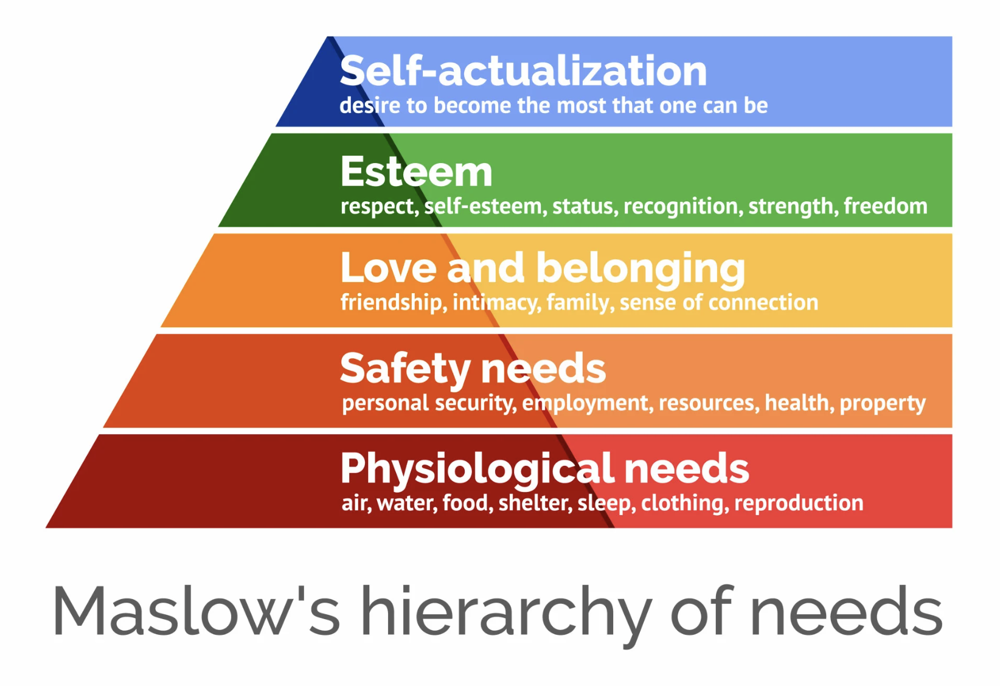 Self-actualization
desire to become the most that one can be
Esteem
respect, self-esteem, status, recognition, strength, freedom
Love and belonging
friendship, intimacy, family, sense of connection
Safety needs
personal security, employment, resources, health, property
Physiological needs
air, water, food, shelter, sleep, clothing, reproduction
Maslow's hierarchy of needs